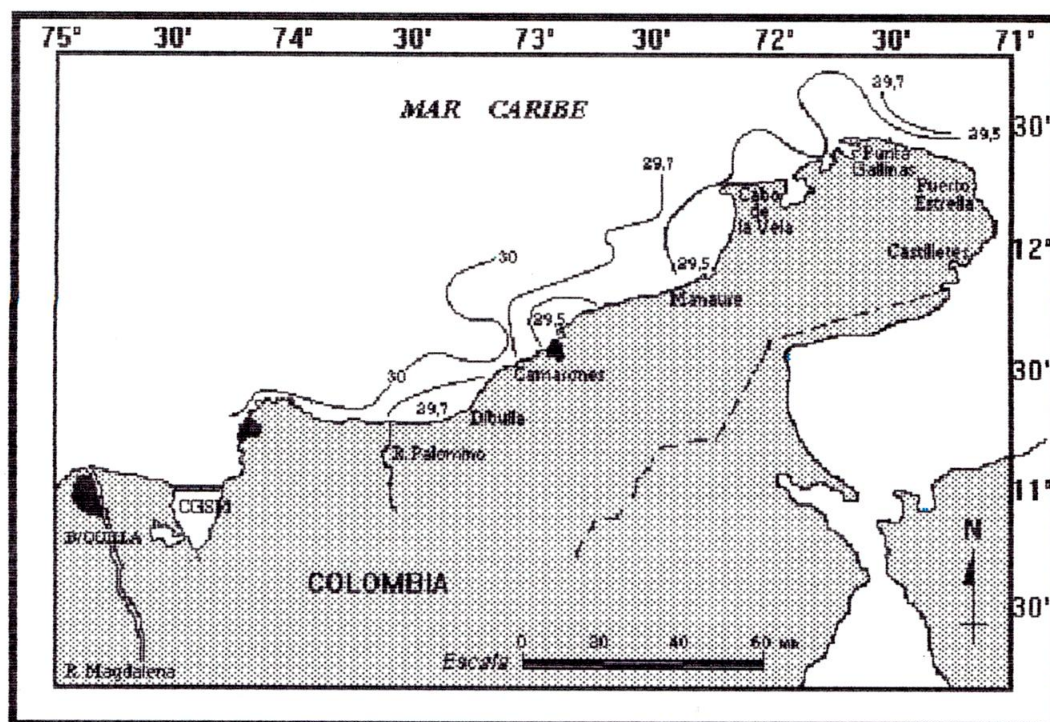 75° 30' 74° 30' 73° 30' 72° 30' 71°
29,7
MAR CARIBE
29,5
30'
Punta
Gallinas
29,7
Puerto
Estrella
Cabo
de
la Vela
Castilletes
12°
30
29,5
Manaure
29,5
30'
Camarones
30
29,7
Dibulla
R. Palomino
11°
CGSM
B/QUILLA
N
COLOMBIA
30'
0 20 40 60 mn
Escala
R. Magdalena